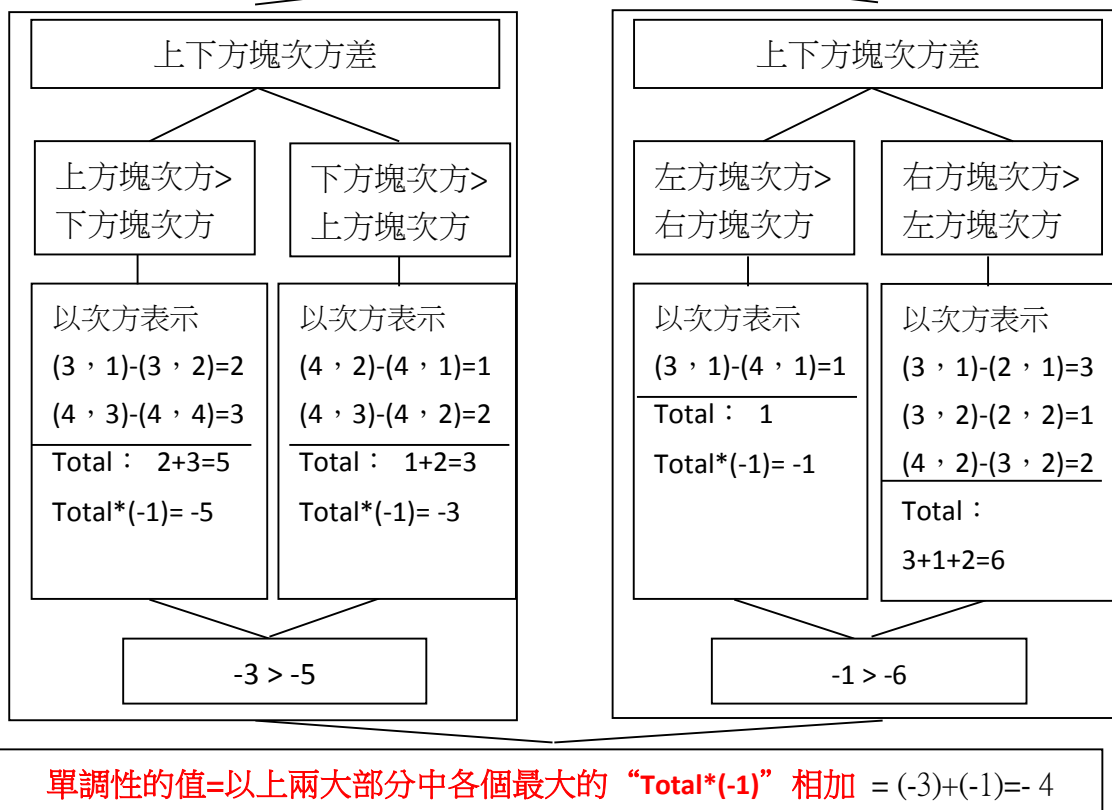 上下方塊次方差
上方塊次方>
下方塊次方
下方塊次方>
上方塊次方
以次方表示
(3，1)-(3，2)=2
(4，3)-(4，4)=3
Total： 2+3=5
Total*(-1)= -5
以次方表示
(4，2)-(4，1)=1
(4，3)-(4，2)=2
Total： 1+2=3
Total*(-1)= -3
-3 > -5
上下方塊次方差
左方塊次方>
右方塊次方
右方塊次方>
左方塊次方
以次方表示
(3，1)-(4，1)=1
Total： 1
Total*(-1)= -1
以次方表示
(3，1)-(2，1)=3
(3，2)-(2，2)=1
(4，2)-(3，2)=2
Total：
3+1+2=6
-1 > -6
單調性的值=以上兩大部分中各個最大的“Total*(-1)”相加 = (-3)+(-1)=- 4